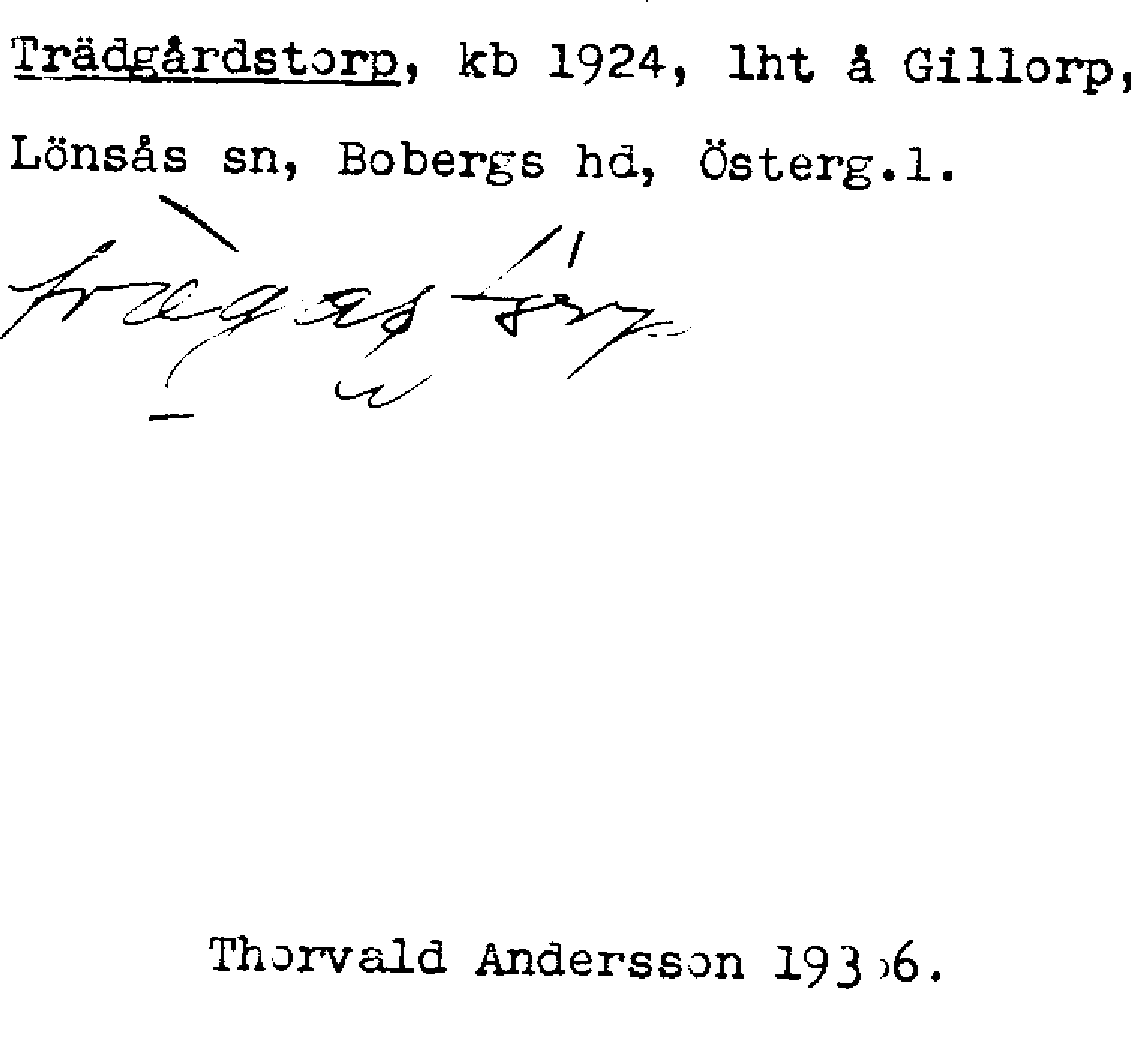 Trädgårdstorp, kb 1924, lht å Gillorp,
Lönsås sn, Bobergs hd, Österg.l.
Thorvald Andersson 1936.